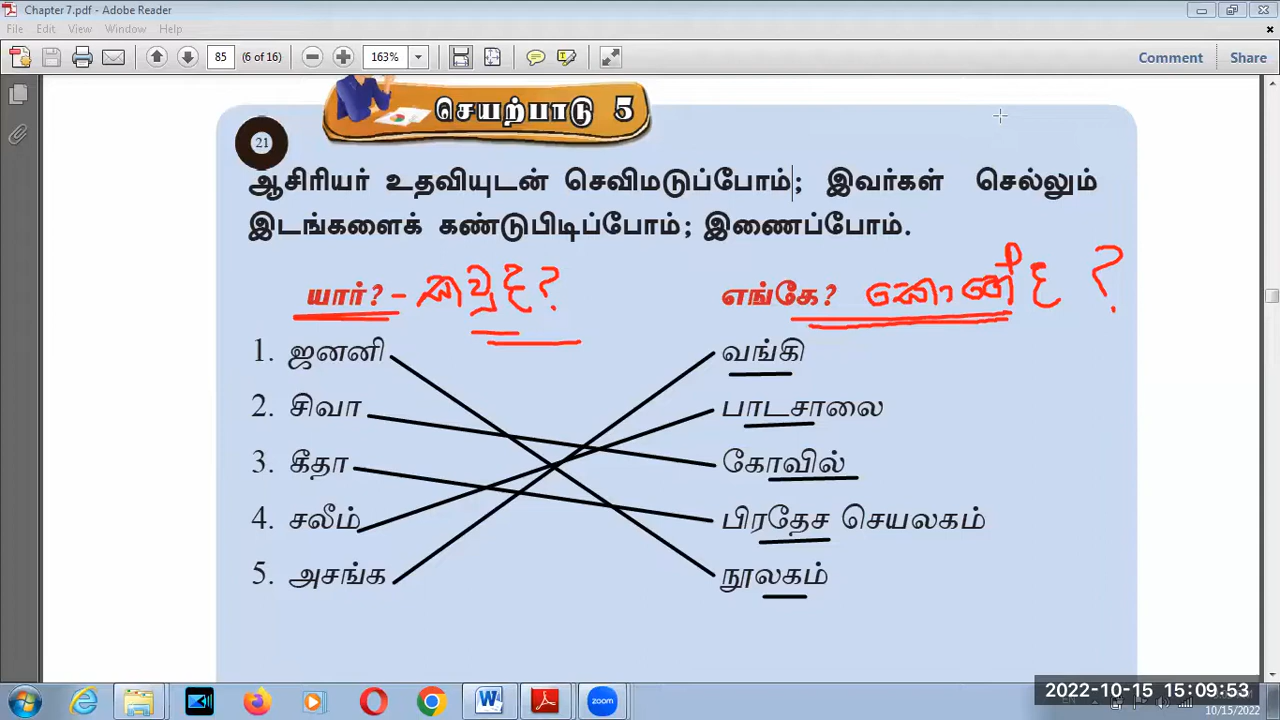 Chapter 7.pdf - Adobe Reader
File Edit View Window Help
85 (6 of 16) 163% Comment Share
செயற்பாடு 5
21
ஆசிரியர் உதவியுடன் செவிமடுப்போம்; இவர்கள் செல்லும்
இடங்களைக் கண்டுபிடிப்போம்; இணைப்போம்.
யார்? - කවුද? எங்கே? කොහේද ?
1. ஜனனி வங்கி
2. சிவா பாடசாலை
3. கீதா கோவில்
4. சலீம் பிரதேச செயலகம்
5. அசங்க நூலகம்
2022-10-15 15:09:53
10/15/2022